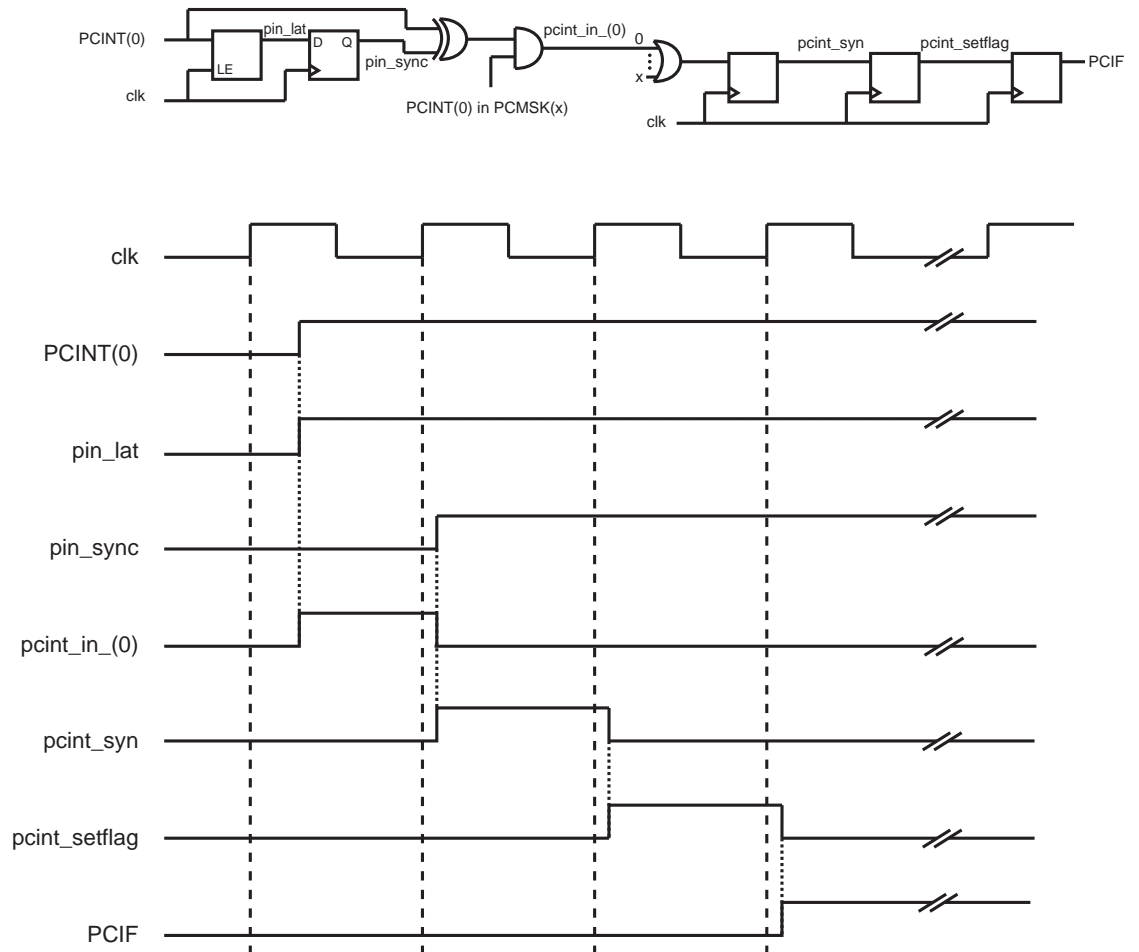 PCINT(0)
pin_lat
D Q
LE
pin_sync
clk
PCINT(0) in PCMSK(x)
pcint_in_(0)
0
x
pcint_syn
pcint_setflag
PCIF
clk
clk
PCINT(0)
pin_lat
pin_sync
pcint_in_(0)
pcint_syn
pcint_setflag
PCIF